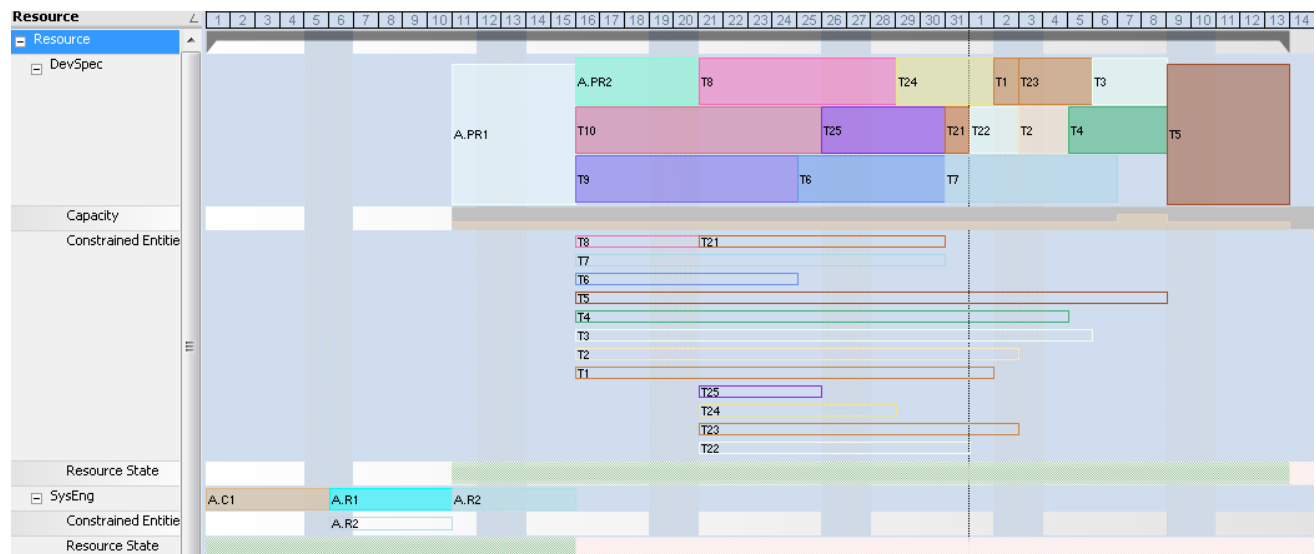 Resource 1 2 3 4 5 6 7 8 9 10 11 12 13 14 15 16 17 18 19 20 21 22 23 24 25 26 27 28 29 30 31 1 2 3 4 5 6 7 8 9 10 11 12 13 14
Resource
DevSpec
A.PR2 T8 T24 T1 T23 T3
A.PR1 T10 T25 T21 T22 T2 T4 T5
T9 T6 T7
Capacity
Constrained Entitie T8 T21
T7
T6
T5
T4
T3
T2
T1
T25
T24
T23
T22
Resource State
SysEng A.C1 A.R1 A.R2
Constrained Entitie A.R2
Resource State